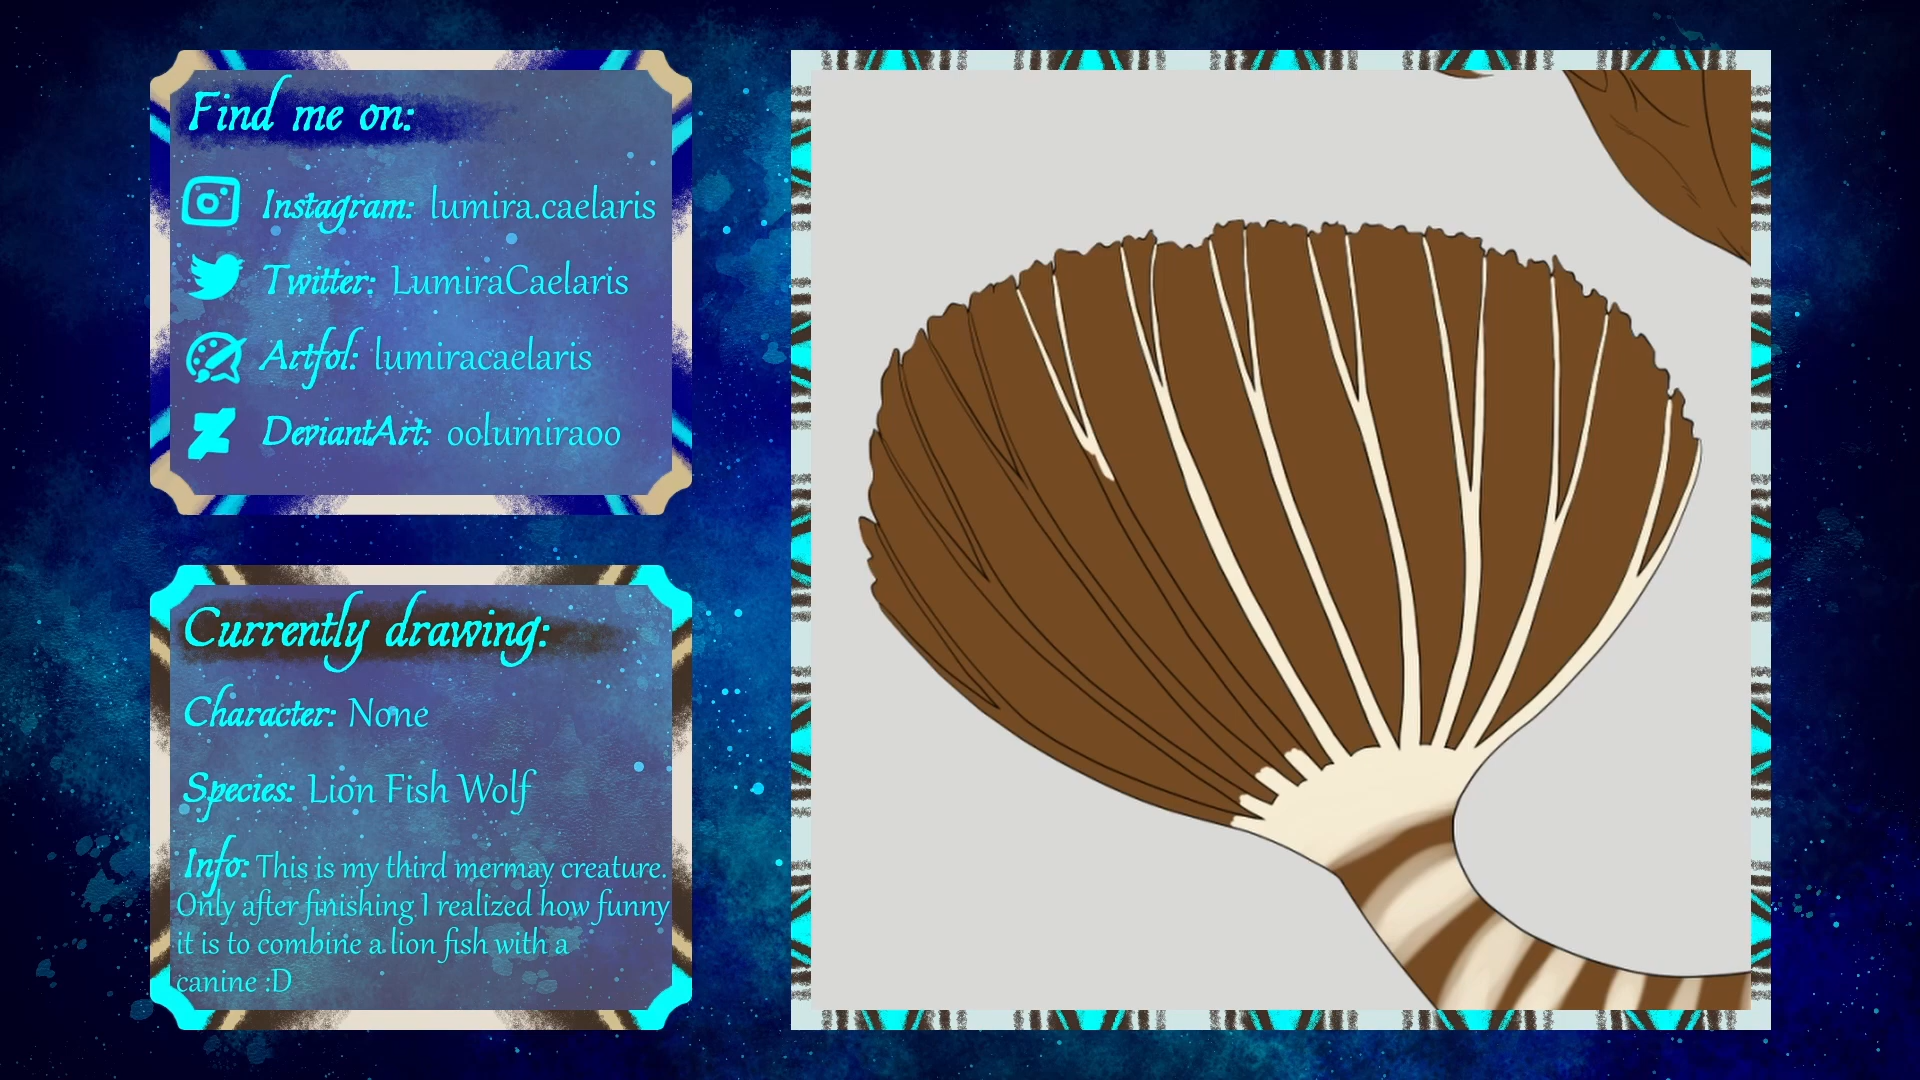 Find me on:
Instagram: lumira.caelaris
Twitter: LumiraCaelaris
Artfol: lumiracaelaris
DeviantArt: oolumiraoo
Currently drawing:
Character: None
Species: Lion Fish Wolf
Info: This is my third mermay creature.
Only after finishing I realized how funny
it is to combine a lion fish with a
canine :D